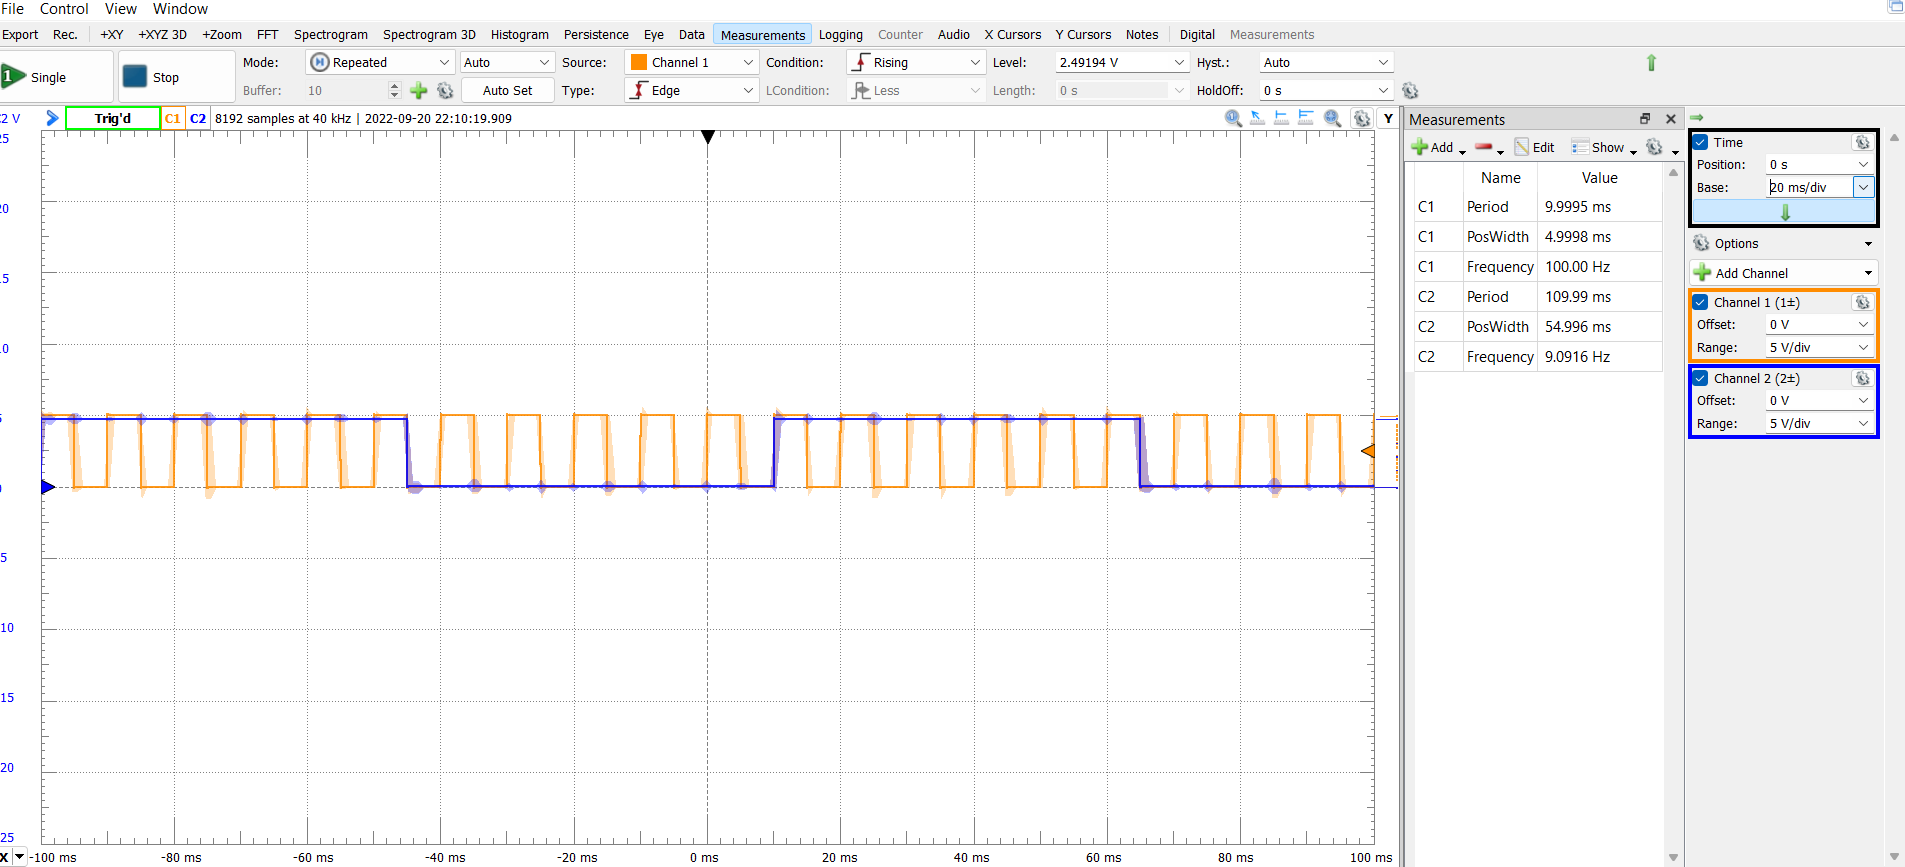 File Control View Window
Export Rec. +XY +XYZ 3D +Zoom FFT Spectrogram Spectrogram 3D Histogram Persistence Eye Data Measurements Logging Counter Audio X Cursors Y Cursors Notes Digital Measurements
1 Single Stop Mode: Repeated Auto Source: Channel 1 Condition: Rising Level: 2.49194 V Hyst.: Auto
Buffer: 10 Auto Set Type: Edge LCondition: Less Length: 0 s HoldOff: 0 s
C2 V Trig'd C1 C2 8192 samples at 40 kHz | 2022-09-20 22:10:19.909 Y
25
20
15
10
5
0
5
10
15
20
25
X -100 ms -80 ms -60 ms -40 ms -20 ms 0 ms 20 ms 40 ms 60 ms 80 ms 100 ms
Measurements
Add Edit Show
Name Value
C1 Period 9.9995 ms
C1 PosWidth 4.9998 ms
C1 Frequency 100.00 Hz
C2 Period 109.99 ms
C2 PosWidth 54.996 ms
C2 Frequency 9.0916 Hz
Time
Position: 0 s
Base: 20 ms/div
Options
Add Channel
Channel 1 (1±)
Offset: 0 V
Range: 5 V/div
Channel 2 (2±)
Offset: 0 V
Range: 5 V/div